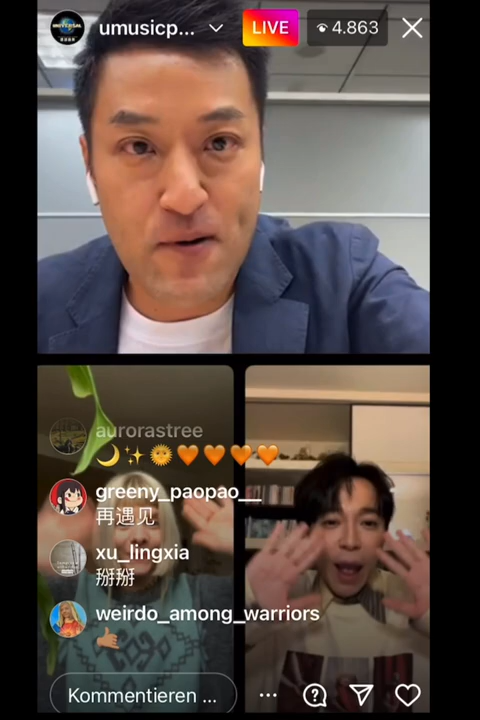 umusicp...
LIVE
4.863
aurorastree
🌙✨🌞🧡🧡🧡🧡
greeny_paopao__
再遇见
xu_lingxia
掰掰
weirdo_among_warriors
🤙🏼
Kommentieren ...